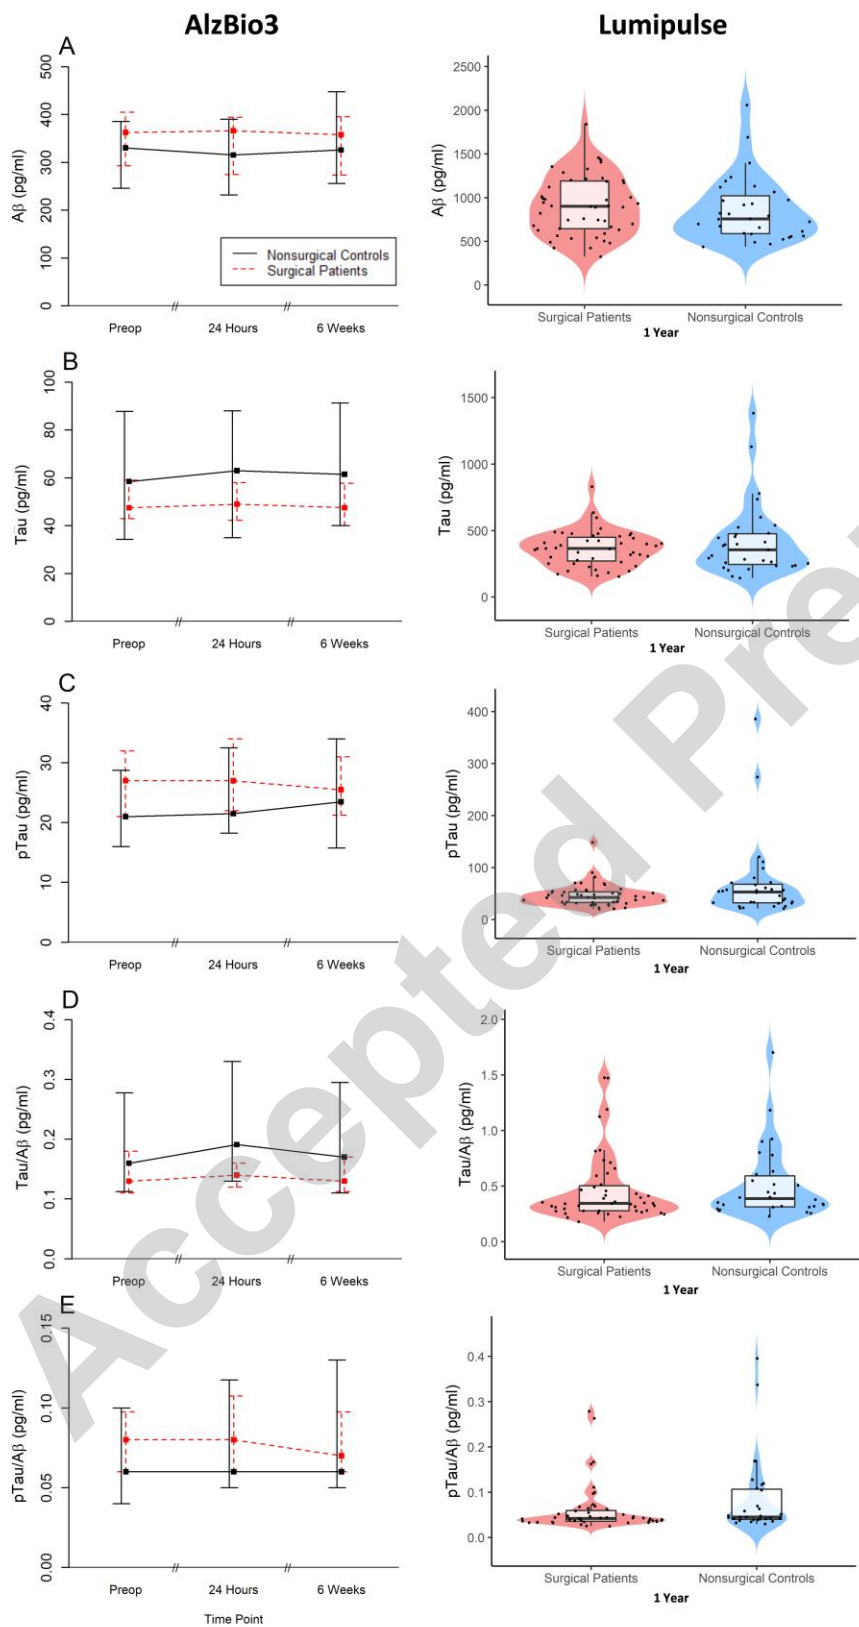 AlzBio3
Lumipulse
A
Aβ (pg/ml)
500
400
300
200
100
0
Nonsurgical Controls
Surgical Patients
Preop
24 Hours
6 Weeks
Aβ (pg/ml)
2500
2000
1500
1000
500
0
Surgical Patients
Nonsurgical Controls
1 Year
B
Tau (pg/ml)
100
80
60
40
20
0
Preop
24 Hours
6 Weeks
Tau (pg/ml)
1500
1000
500
0
Surgical Patients
Nonsurgical Controls
1 Year
C
pTau (pg/ml)
40
30
20
10
0
Preop
24 Hours
6 Weeks
pTau (pg/ml)
400
300
200
100
0
Surgical Patients
Nonsurgical Controls
1 Year
D
Tau/Aβ (pg/ml)
0.4
0.3
0.2
0.1
0.0
Preop
24 Hours
6 Weeks
Tau/Aβ (pg/ml)
2.0
1.5
1.0
0.5
0.0
Surgical Patients
Nonsurgical Controls
1 Year
E
pTau/Aβ (pg/ml)
0.15
0.10
0.05
0.00
Preop
24 Hours
6 Weeks
Time Point
pTau/Aβ (pg/ml)
0.4
0.3
0.2
0.1
0.0
Surgical Patients
Nonsurgical Controls
1 Year
Accepted Pre